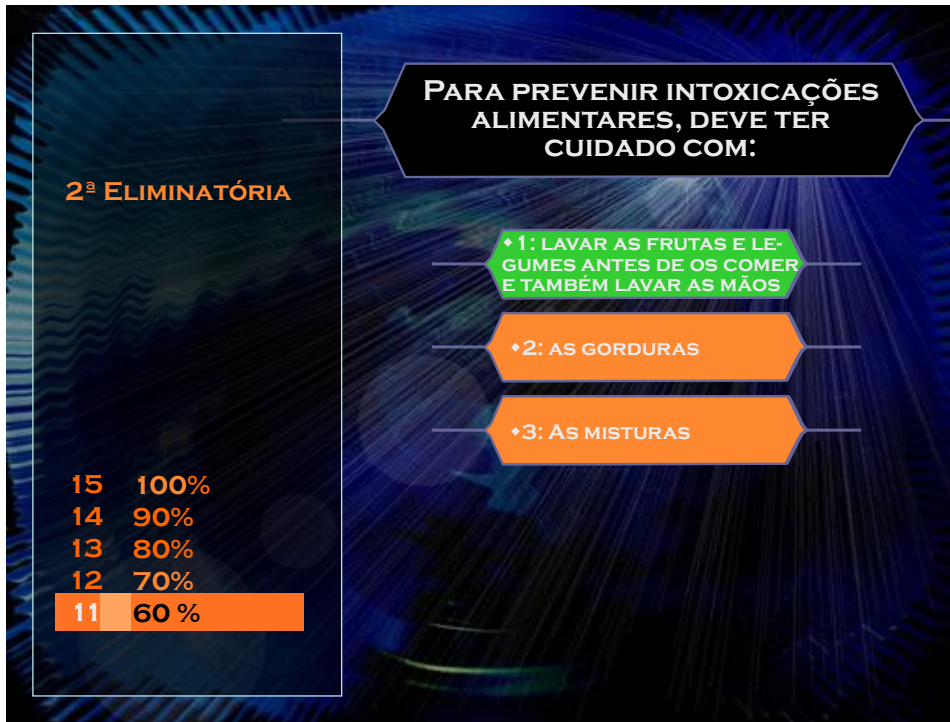 2ª ELIMINATÓRIA
PARA PREVENIR INTOXICAÇÕES
ALIMENTARES, DEVE TER
CUIDADO COM:
◆1: LAVAR AS FRUTAS E LE-
GUMES ANTES DE OS COMER
E TAMBÉM LAVAR AS MÃOS
◆2: AS GORDURAS
◆3: AS MISTURAS
15 100%
14 90%
13 80%
12 70%
11 60 %